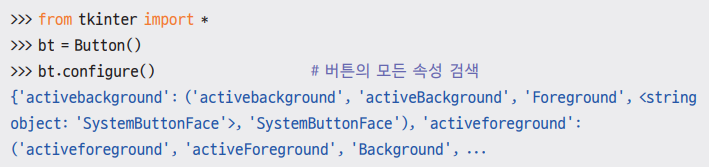 >>> from tkinter import *
>>> bt = Button()
>>> bt.configure() # 버튼의 모든 속성 검색
{'activebackground': ('activebackground', 'activeBackground', 'Foreground', <string
object: 'SystemButtonFace'>, 'SystemButtonFace'), 'activeforeground':
('activeforeground', 'activeForeground', 'Background', ...